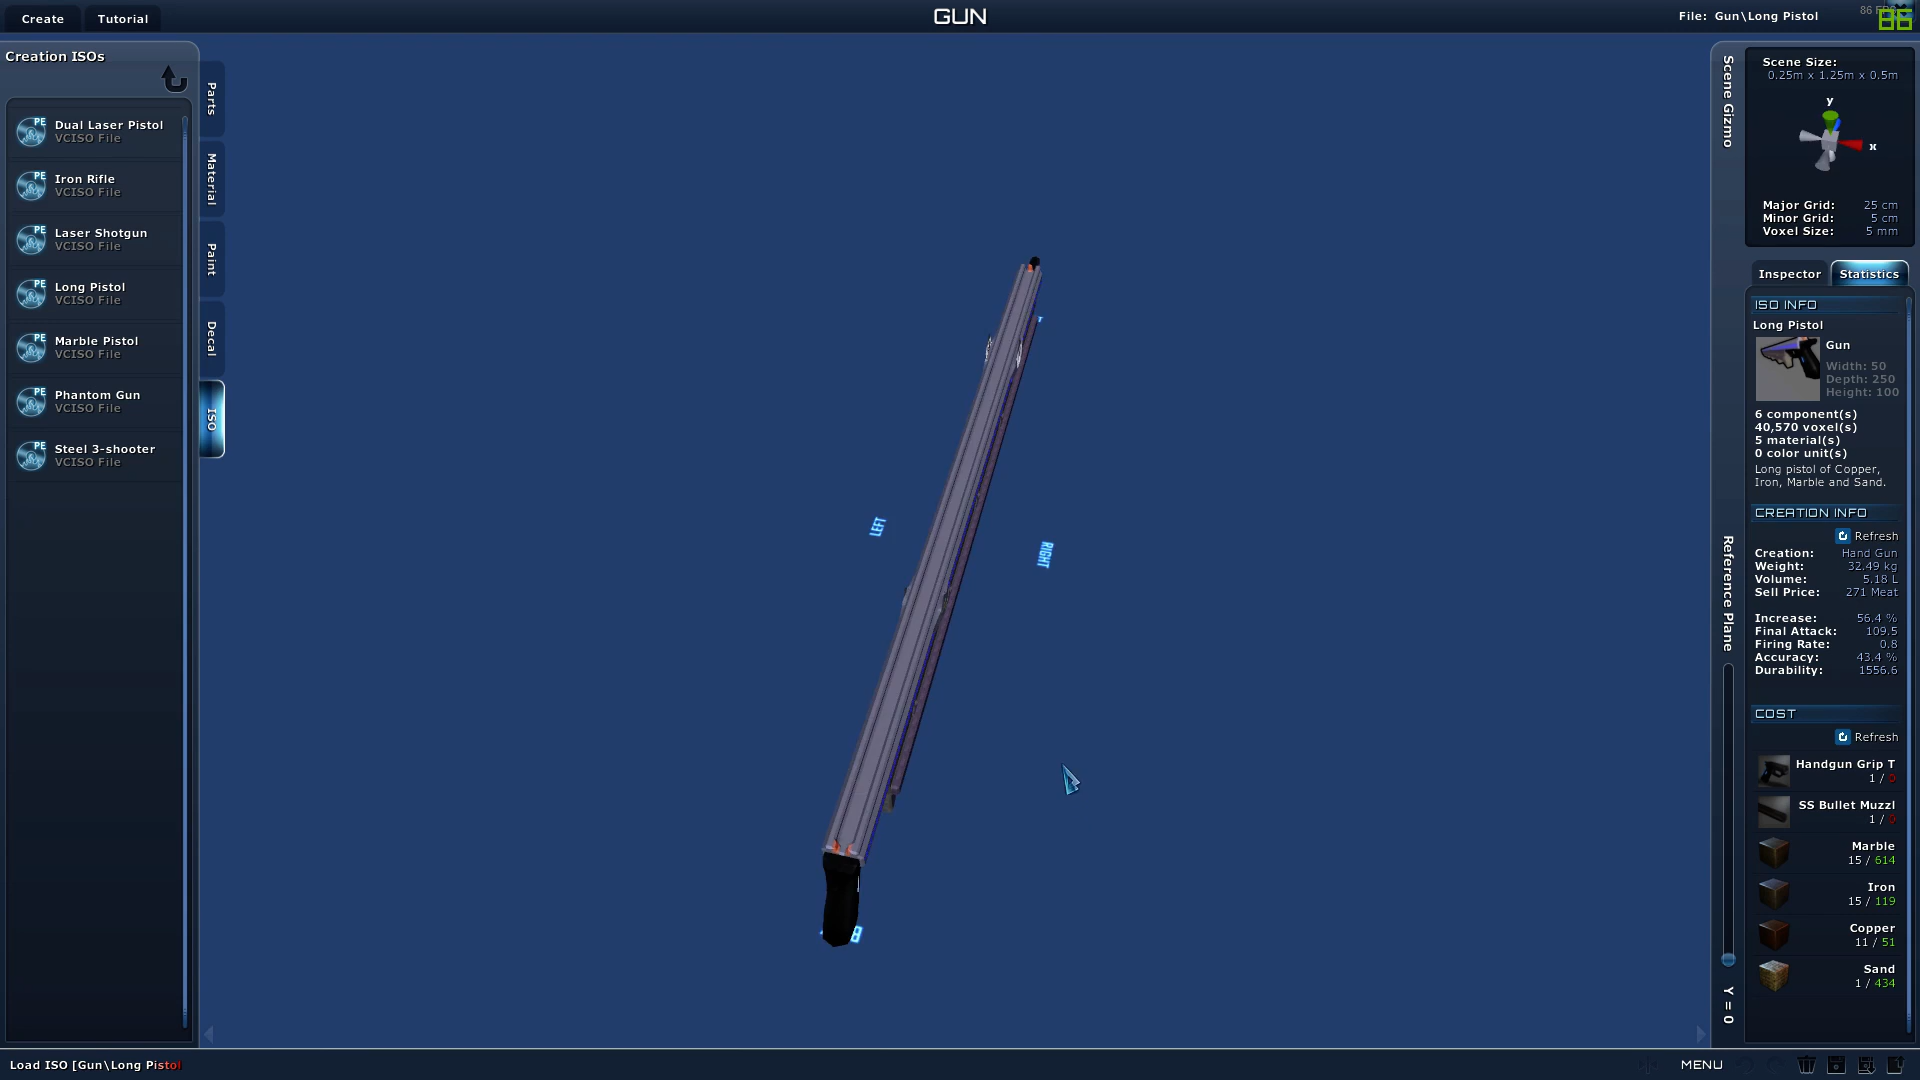 Create
Tutorial
GUN
File: Gun\Long Pistol
86
Creation ISOs
Dual Laser Pistol
VCISO File
Iron Rifle
VCISO File
Laser Shotgun
VCISO File
Long Pistol
VCISO File
Marble Pistol
VCISO File
Phantom Gun
VCISO File
Steel 3-shooter
VCISO File
PE
PE
PE
PE
PE
PE
PE
Parts
Material
Paint
Decal
ISO
LEFT
RIGHT
B
Scene Gizmo
Scene Size:
0.25m x 1.25m x 0.5m
y
x
Major Grid: 25 cm
Minor Grid: 5 cm
Voxel Size: 5 mm
Inspector
Statistics
ISO INFO
Long Pistol
Gun
Width: 50
Depth: 250
Height: 100
6 component(s)
40,570 voxel(s)
5 material(s)
0 color unit(s)
Long pistol of Copper,
Iron, Marble and Sand.
CREATION INFO
Refresh
Creation: Hand Gun
Weight: 32.49 kg
Volume: 5.18 L
Sell Price: 271 Meat
Increase: 56.4 %
Final Attack: 109.5
Firing Rate: 0.8
Accuracy: 43.4 %
Durability: 1556.6
COST
Refresh
Handgun Grip T
1 / 0
SS Bullet Muzzl
1 / 0
Marble
15 / 614
Iron
15 / 119
Copper
11 / 51
Sand
1 / 434
Reference Plane
Y = 0
Load ISO [Gun\Long Pistol
MENU